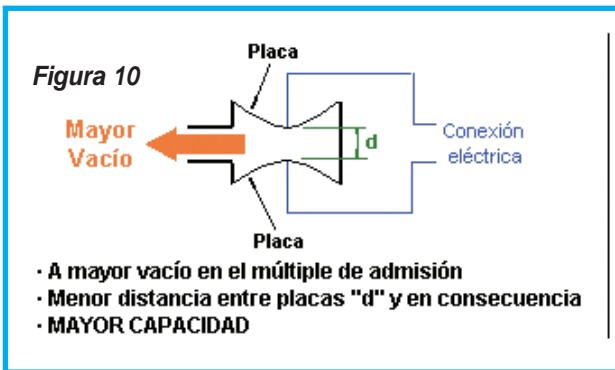 Placa
Figura 10
Mayor
Vacío
d
Conexión
eléctrica
Placa
· A mayor vacío en el múltiple de admisión
· Menor distancia entre placas "d" y en consecuencia
· MAYOR CAPACIDAD